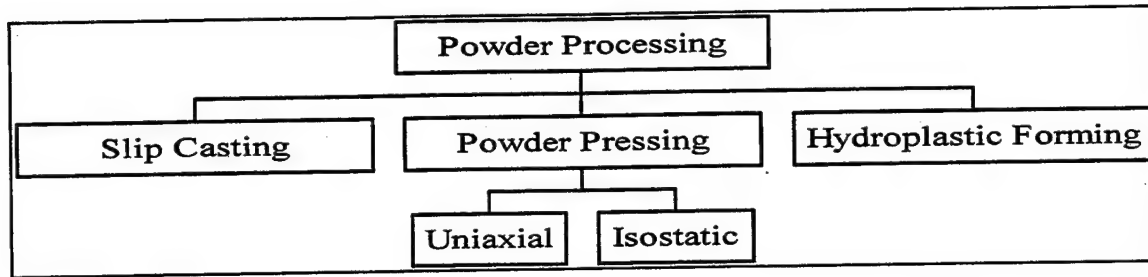 Powder Processing
Slip Casting
Powder Pressing
Hydroplastic Forming
Uniaxial
Isostatic